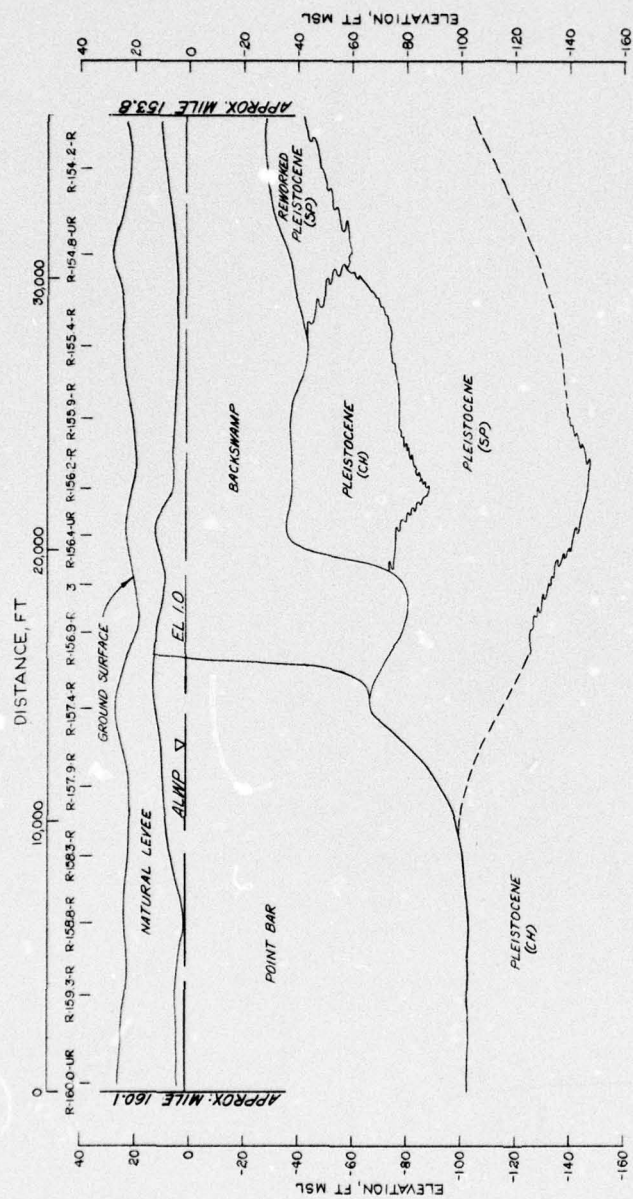 DISTANCE, FT
0 10,000 20,000 30,000
R-160.0-UR R-159.3-R R-158.8-R R-158.3-R R-157.9-R R-157.4-R R-156.9-R 3 R-156.4-UR R-156.2-R R-155.9-R R-155.4-R R-154.8-UR R-154.2-R
APPROX. MILE 160.1
APPROX. MILE 153.8
GROUND SURFACE
NATURAL LEVEE
ALWP
EL 1.0
POINT BAR
BACKSWAMP
REWORKED
PLEISTOCENE
(SP)
PLEISTOCENE
(CH)
PLEISTOCENE
(SP)
PLEISTOCENE
(CH)
ELEVATION, FT MSL
40
20
0
-20
-40
-60
-80
-100
-120
-140
-160
ELEVATION, FT MSL
40
20
0
-20
-40
-60
-80
-100
-120
-140
-160